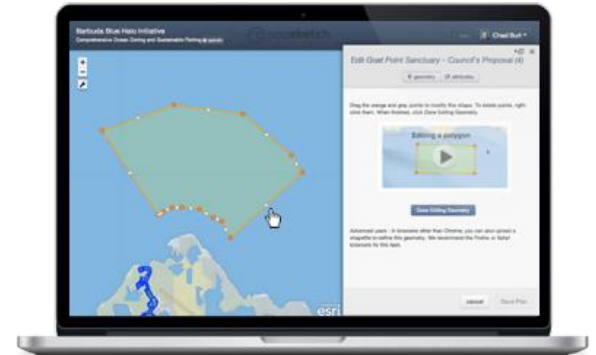 Barbuda Blue Halo Initiative
Comprehensive Ocean Zoning and Sustainable Fishing
seasketch
Chad Burt
Edit Goat Point Sanctuary - Council's Proposal (4)
geometry attributes
Drag the orange and grey points to modify this shape. To delete points, right-
click them. When finished, click Done Editing Geometry.
Editing a polygon
Done Editing Geometry
Advanced users - In browsers other than Chrome, you can also upload a
shapefile to define this geometry. We recommend the Firefox or Safari
browsers for this task.
esri
cancel Save Plan